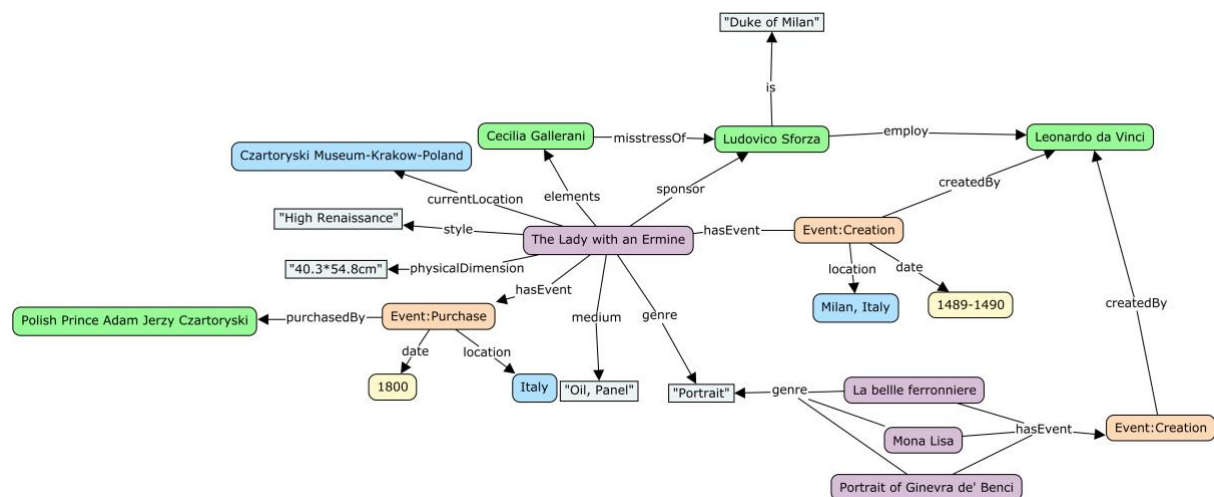 "Duke of Milan"
is
Cecilia Gallerani
misstressOf
Ludovico Sforza
employ
Leonardo da Vinci
Czartoryski Museum-Krakow-Poland
createdBy
currentLocation
elements
sponsor
"High Renaissance"
style
The Lady with an Ermine
hasEvent
Event:Creation
"40.3*54.8cm"
physicalDimension
location
date
hasEvent
Milan, Italy
1489-1490
createdBy
Polish Prince Adam Jerzy Czartoryski
purchasedBy
Event:Purchase
medium
genre
date
location
1800
Italy
"Oil, Panel"
"Portrait"
genre
La bellle ferronniere
Mona Lisa
hasEvent
Event:Creation
Portrait of Ginevra de' Benci